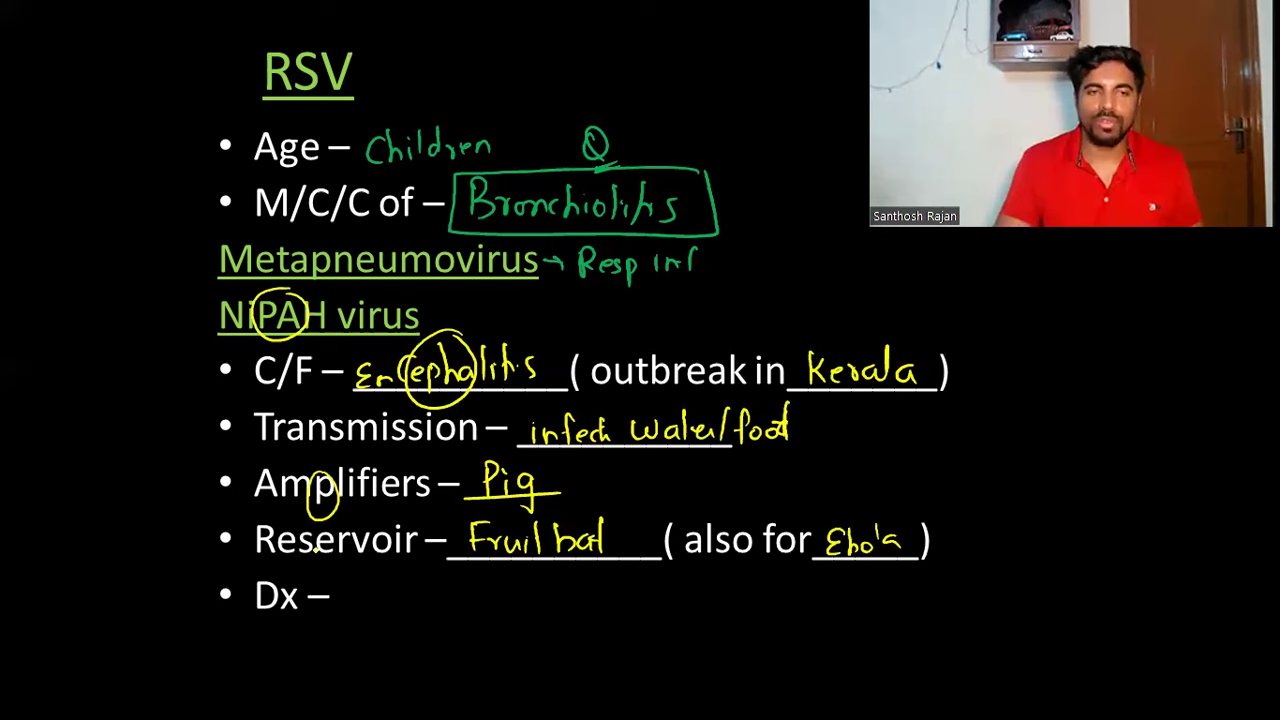 RSV
• Age – Children Q
• M/C/C of – Bronchiolitis
Metapneumovirus → Resp inf
NiPAH virus
• C/F – Encephalitis ( outbreak in Kerala )
• Transmission – infech water/food
• Amplifiers – Pig
• Reservoir – Fruit bat ( also for Ebola )
• Dx –
Santhosh Rajan